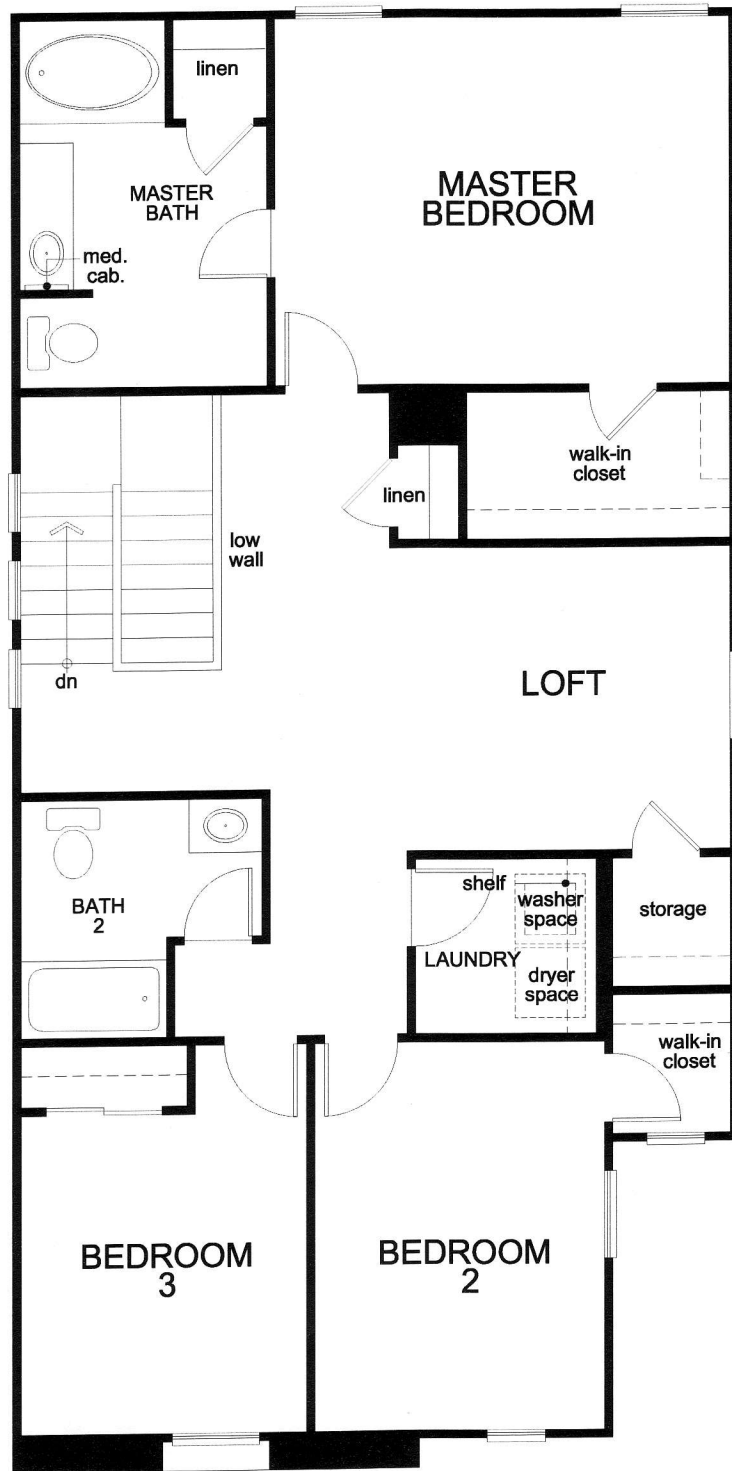 linen
MASTER
BATH
MASTER
BEDROOM
med.
cab.
walk-in
closet
linen
low
wall
dn
LOFT
BATH
2
shelf
washer
space
storage
LAUNDRY
dryer
space
walk-in
closet
BEDROOM
3
BEDROOM
2